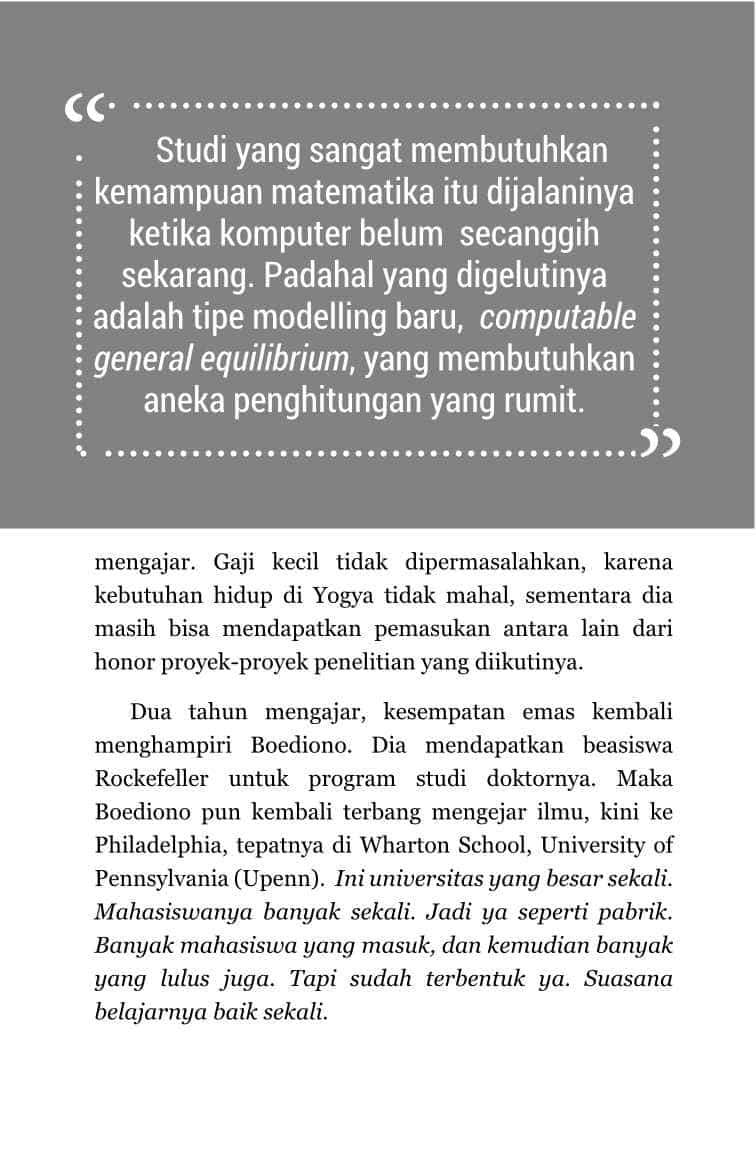 “
Studi yang sangat membutuhkan
kemampuan matematika itu dijalaninya
ketika komputer belum secanggih
sekarang. Padahal yang digelutinya
adalah tipe modelling baru, computable
general equilibrium, yang membutuhkan
aneka penghitungan yang rumit.
”
mengajar. Gaji kecil tidak dipermasalahkan, karena
kebutuhan hidup di Yogya tidak mahal, sementara dia
masih bisa mendapatkan pemasukan antara lain dari
honor proyek-proyek penelitian yang diikutinya.
Dua tahun mengajar, kesempatan emas kembali
menghampiri Boediono. Dia mendapatkan beasiswa
Rockefeller untuk program studi doktornya. Maka
Boediono pun kembali terbang mengejar ilmu, kini ke
Philadelphia, tepatnya di Wharton School, University of
Pennsylvania (Upenn). Ini universitas yang besar sekali.
Mahasiswanya banyak sekali. Jadi ya seperti pabrik.
Banyak mahasiswa yang masuk, dan kemudian banyak
yang lulus juga. Tapi sudah terbentuk ya. Suasana
belajarnya baik sekali.